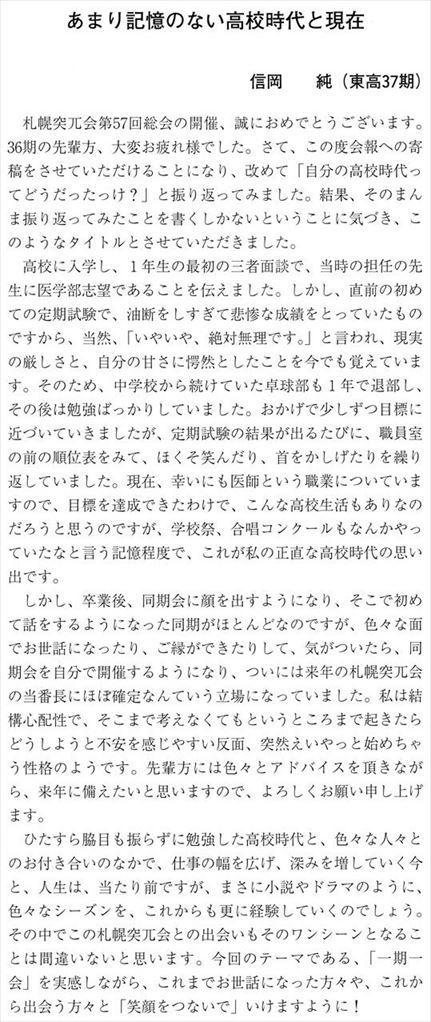 あまり記憶のない高校時代と現在
信岡　純（東高37期）
札幌突兀会第57回総会の開催、誠におめでとうございます。
36期の先輩方、大変お疲れ様でした。さて、この度会報への寄
稿をさせていただけることになり、改めて「自分の高校時代っ
てどうだったっけ？」と振り返ってみました。結果、そのまん
ま振り返ってみたことを書くしかないということに気づき、こ
のようなタイトルとさせていただきました。
高校に入学し、１年生の最初の三者面談で、当時の担任の先
生に医学部志望であることを伝えました。しかし、直前の初め
ての定期試験で、油断をしすぎて悲惨な成績をとっていたもの
ですから、当然、「いやいや、絶対無理です。」と言われ、現実
の厳しさと、自分の甘さに愕然としたことを今でも覚えていま
す。そのため、中学校から続けていた卓球部も１年で退部し、
その後は勉強ばっかりしていました。おかげで少しずつ目標に
近づいていきましたが、定期試験の結果が出るたびに、職員室
の前の順位表をみて、ほくそ笑んだり、首をかしげたりを繰り
返していました。現在、幸いにも医師という職業についていま
すので、目標を達成できたわけで、こんな高校生活もありなの
だろうと思うのですが、学校祭、合唱コンクールもなんかやっ
ていたなと言う記憶程度で、これが私の正直な高校時代の思い
出です。
しかし、卒業後、同期会に顔を出すようになり、そこで初め
て話をするようになった同期がほとんどなのですが、色々な面
でお世話になったり、ご縁ができたりして、気がついたら、同
期会を自分で開催するようになり、ついには来年の札幌突兀会
の当番長にほぼ確定なんていう立場になっていました。私は結
構心配性で、そこまで考えなくてもというところまで起きたら
どうしようと不安を感じやすい反面、突然えいやっと始めちゃ
う性格のようです。先輩方には色々とアドバイスを頂きなが
ら、来年に備えたいと思いますので、よろしくお願い申し上げ
ます。
ひたすら脇目も振らずに勉強した高校時代と、色々な人々と
のお付き合いのなかで、仕事の幅を広げ、深みを増していく今
と、人生は、当たり前ですが、まさに小説やドラマのように、
色々なシーズンを、これからも更に経験していくのでしょう。
その中でこの札幌突兀会との出会いもそのワンシーンとなるこ
とは間違いないと思います。今回のテーマである、「一期一
会」を実感しながら、これまでお世話になった方々や、これか
ら出会う方々と「笑顔をつないで」いけますように！